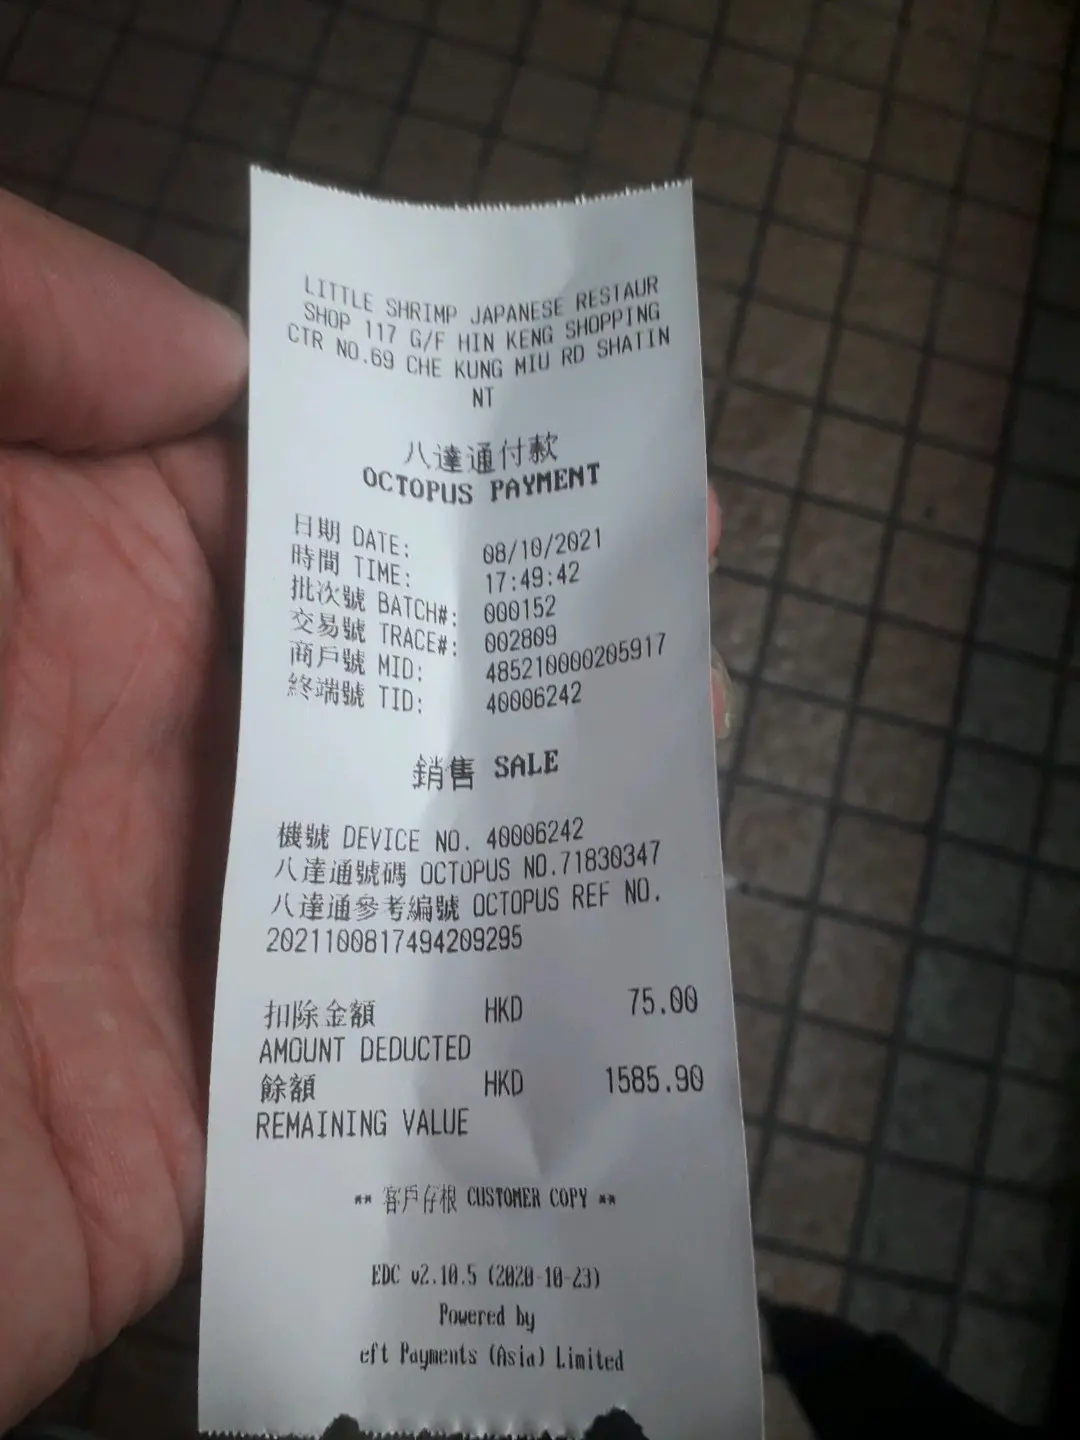 LITTLE SHRIMP JAPANESE RESTAUR
SHOP 117 G/F HIN KENG SHOPPING
CTR NO.69 CHE KUNG MIU RD SHATIN
NT
八達通付款
OCTOPUS PAYMENT
日期 DATE: 08/10/2021
時間 TIME: 17:49:42
批次號 BATCH#: 000152
交易號 TRACE#: 002809
商戶號 MID: 485210000205917
終端號 TID: 40006242
銷售 SALE
機號 DEVICE NO. 40006242
八達通號碼 OCTOPUS NO.71830347
八達通參考編號 OCTOPUS REF NO.
2021100817494209295
扣除金額 HKD 75.00
AMOUNT DEDUCTED
餘額 HKD 1585.90
REMAINING VALUE
** 客戶存根 CUSTOMER COPY **
EDC v2.10.5 (2020-10-23)
Powered by
eft Payments (Asia) Limited